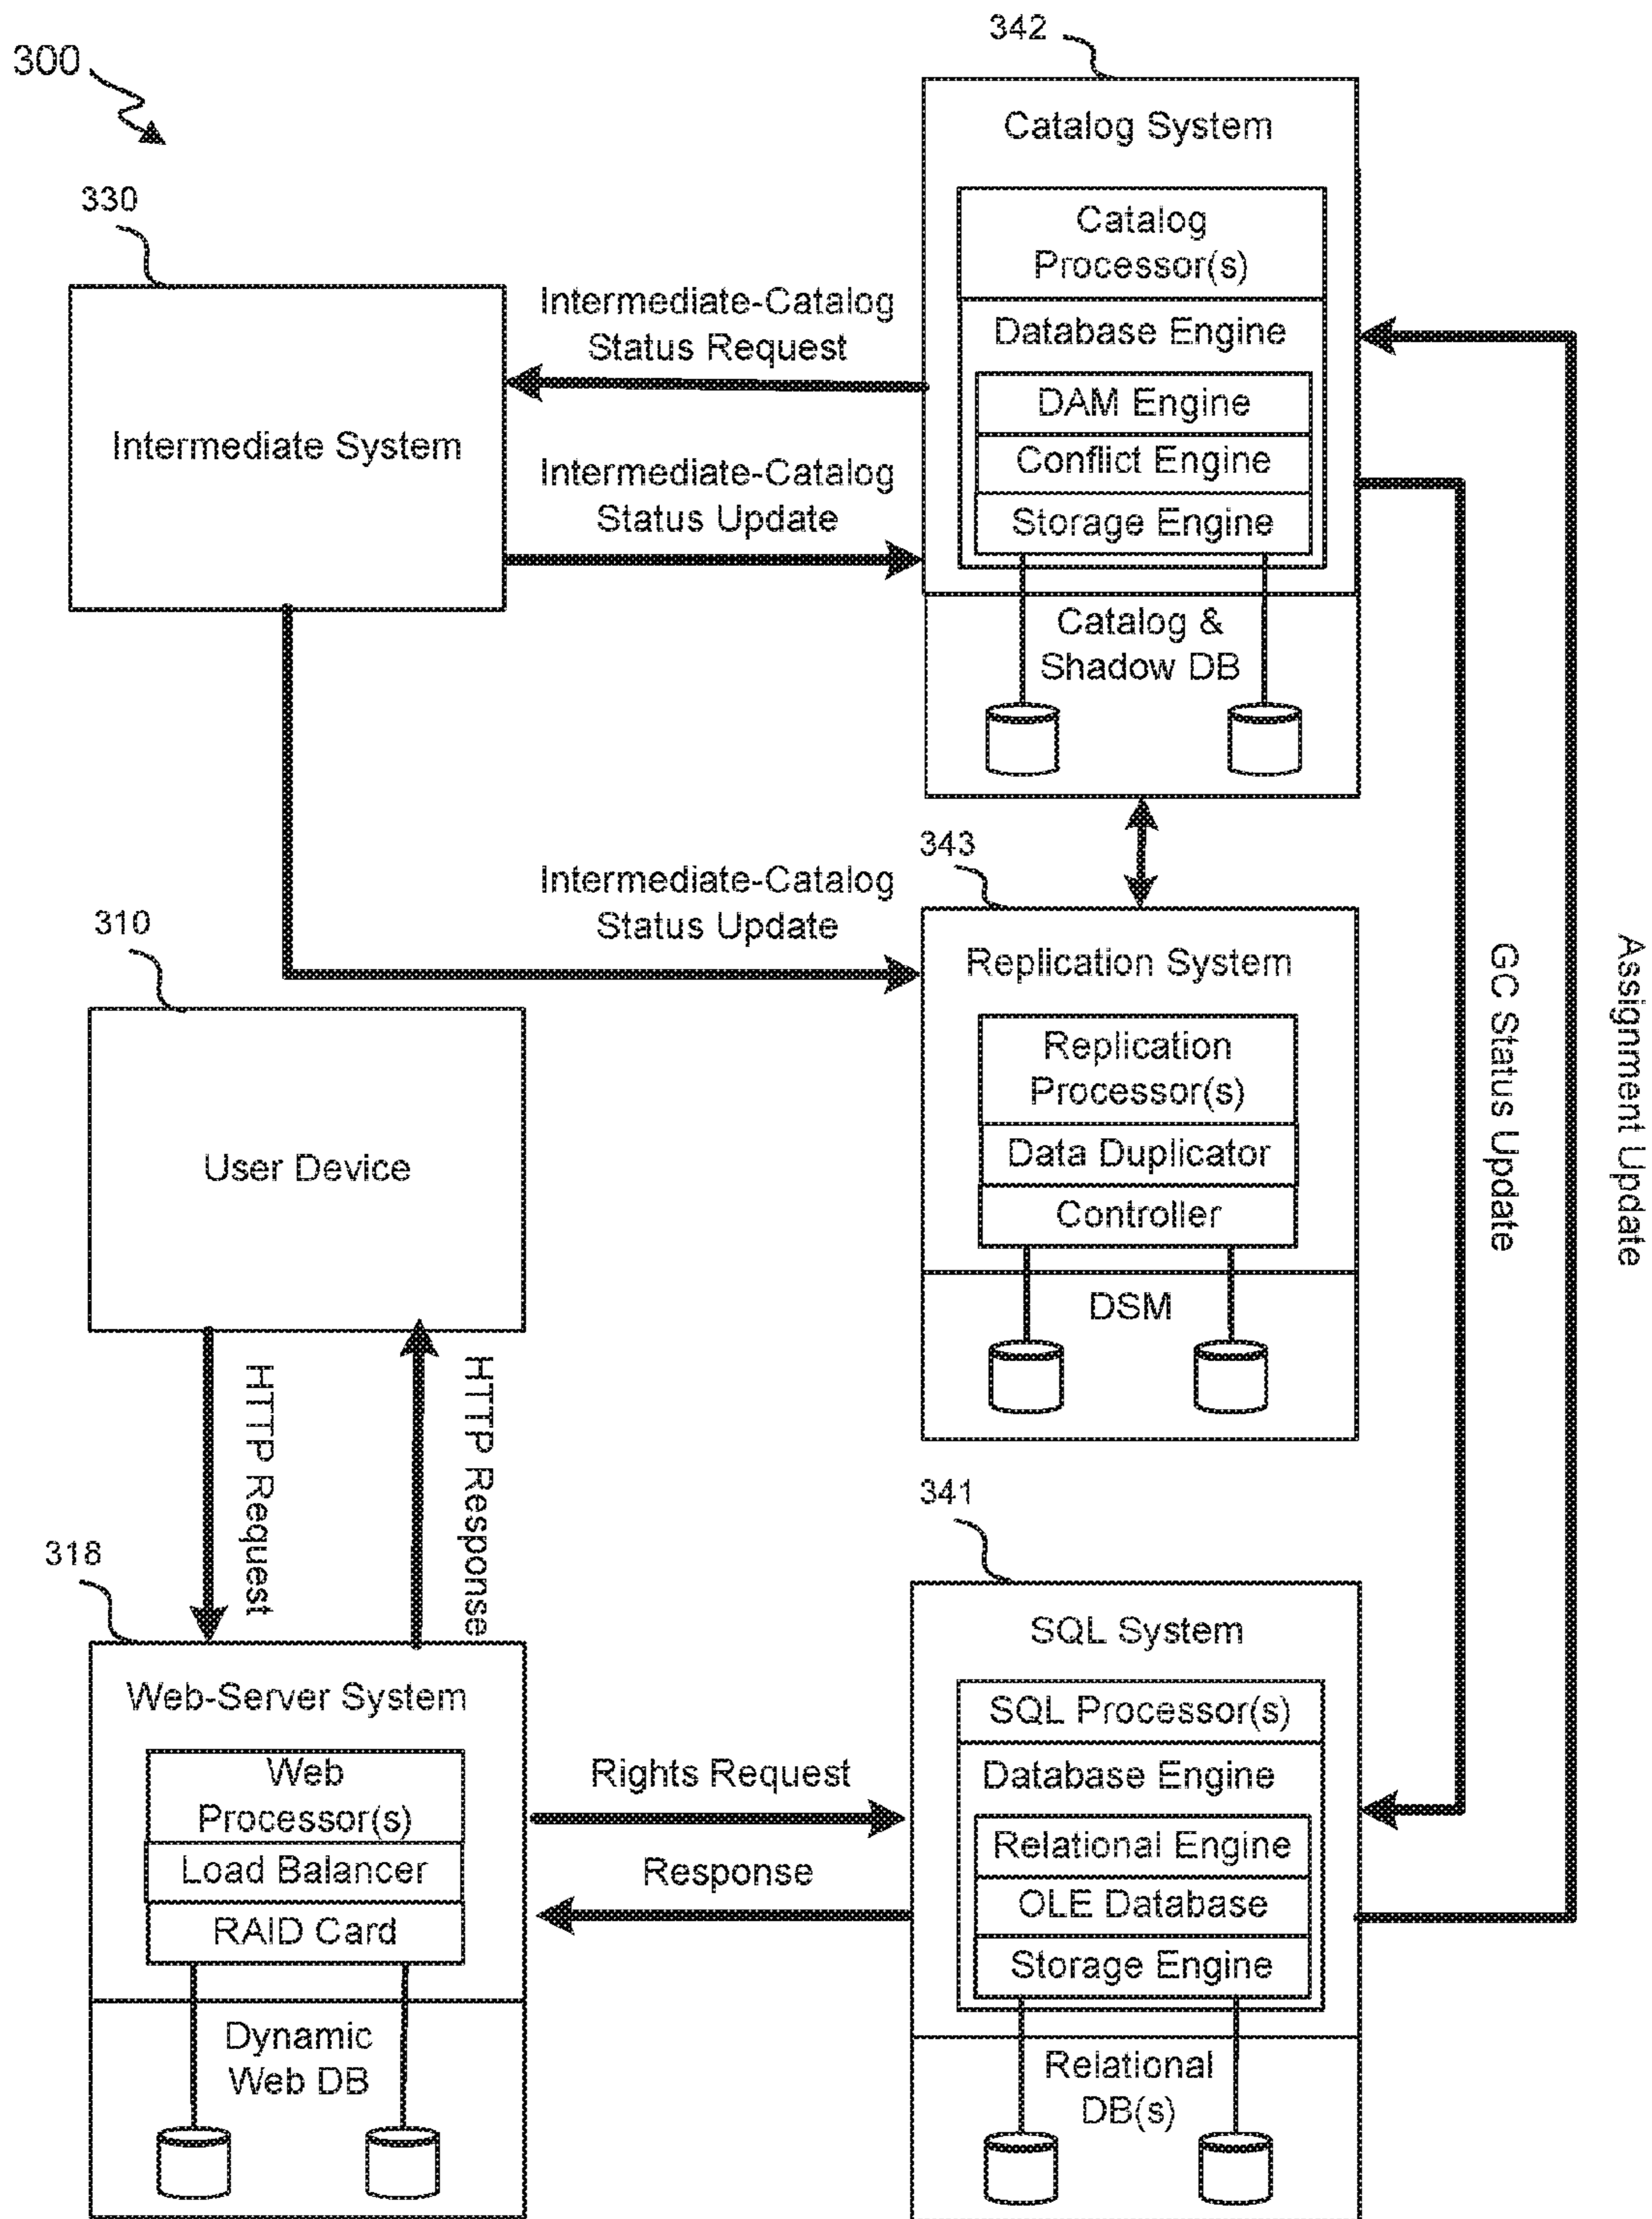 300
342
Catalog System
Catalog
Processor(s)
Database Engine
DAM Engine
Conflict Engine
Storage Engine
Catalog &
Shadow DB
330
Intermediate System
Intermediate-Catalog
Status Request
Intermediate-Catalog
Status Update
Intermediate-Catalog
Status Update
343
Replication System
Replication
Processor(s)
Data Duplicator
Controller
DSM
GC Status Update
Assignment Update
310
User Device
HTTP Request
HTTP Response
318
Web-Server System
Web
Processor(s)
Load Balancer
RAID Card
Dynamic
Web DB
Rights Request
Response
341
SQL System
SQL Processor(s)
Database Engine
Relational Engine
OLE Database
Storage Engine
Relational
DB(s)